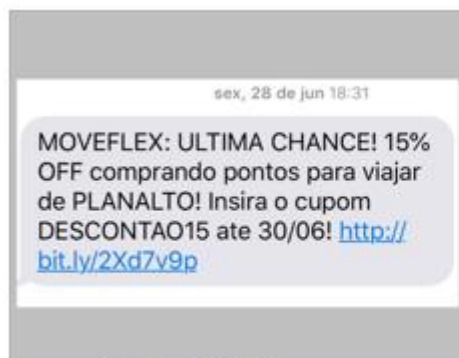 sex, 28 de jun 18:31
MOVEFLEX: ULTIMA CHANCE! 15%
OFF comprando pontos para viajar
de PLANALTO! Insira o cupom
DESCONTAO15 ate 30/06! http://
bit.ly/2Xd7v9p